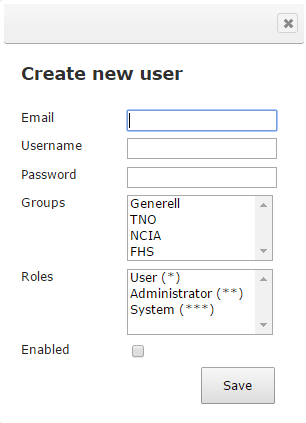 Create new user
Email
Username
Password
Groups
Generell
TNO
NCIA
FHS
Roles
User (*)
Administrator (**)
System (***)
Enabled
Save